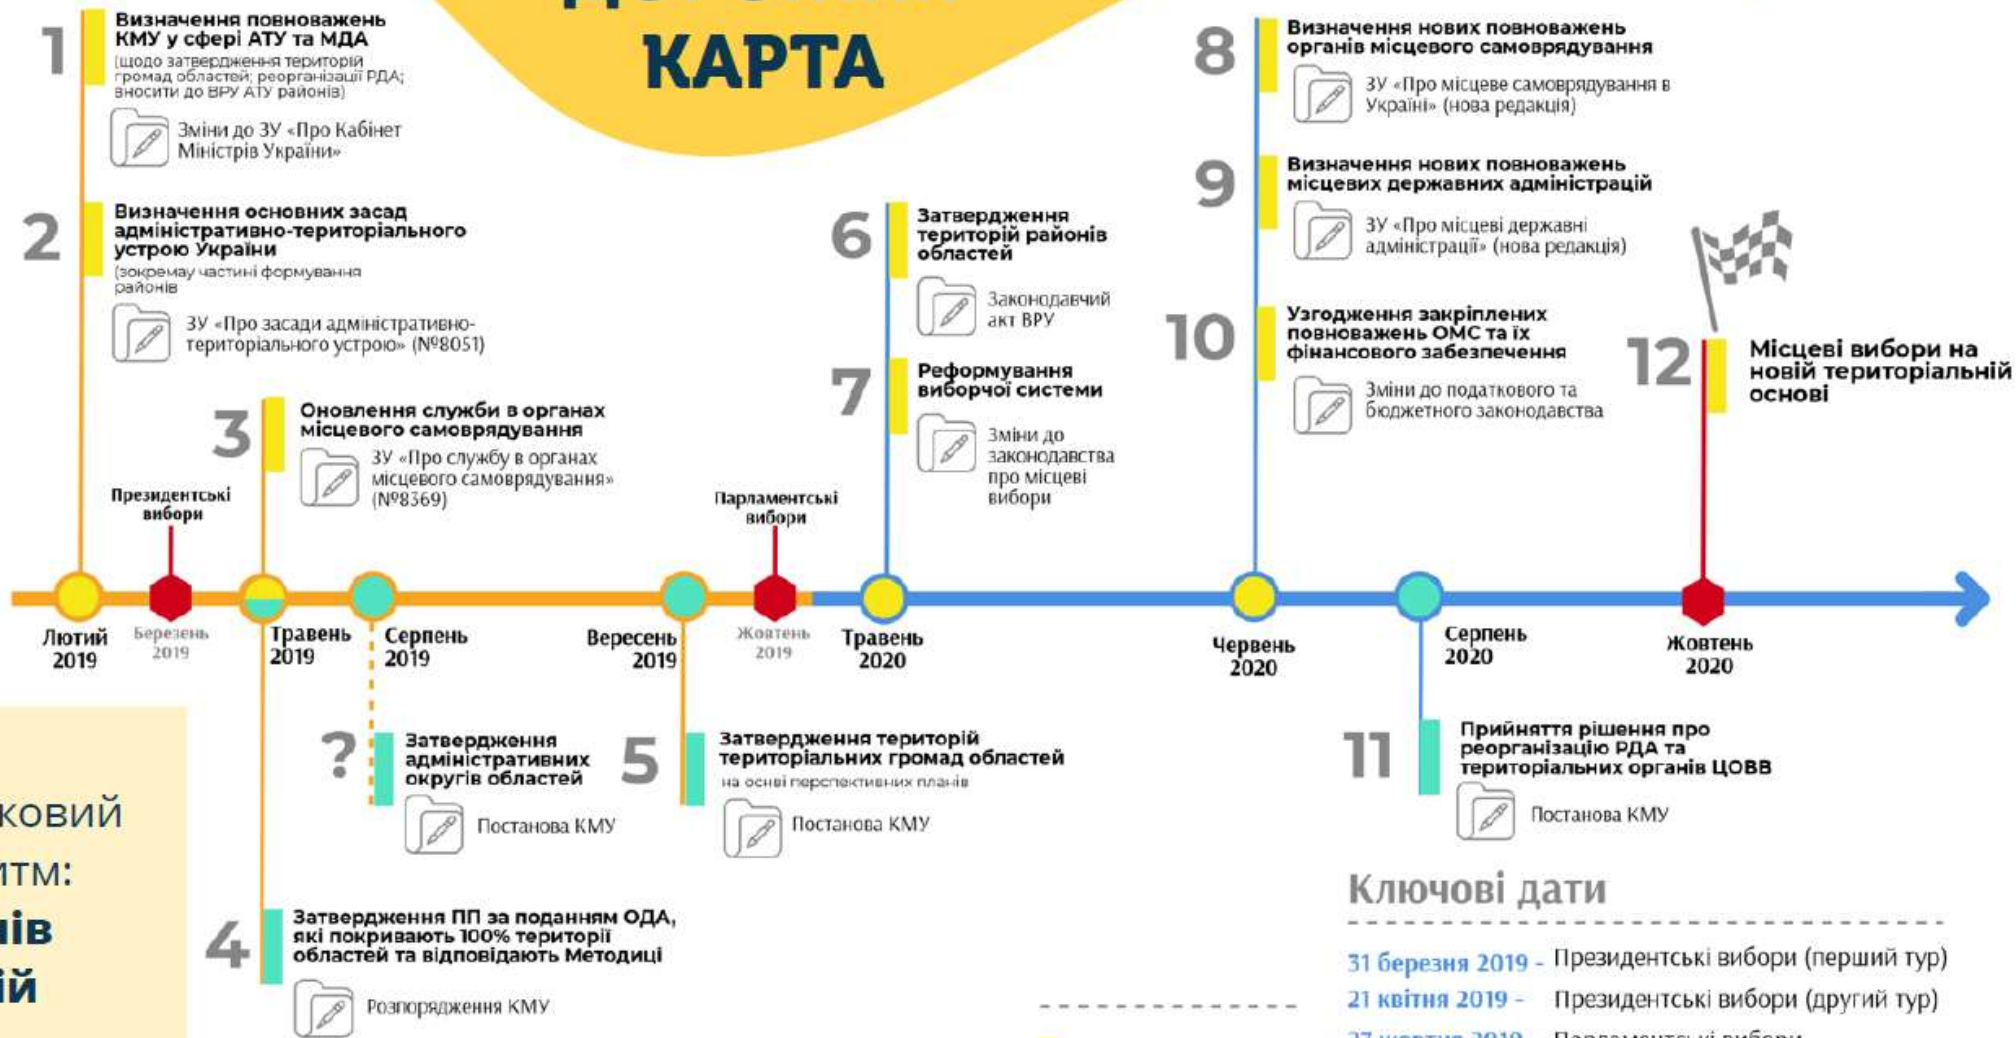 КАРТА
1
Визначення повноважень
КМУ у сфері АТУ та МДА
(щодо затвердження територій
громад областей; реорганізації РДА;
вносити до ВРУ АТУ районів)
Зміни до ЗУ «Про Кабінет
Міністрів України»
2
Визначення основних засад
адміністративно-територіального
устрою України
(зокремау частині формування
районів
ЗУ «Про засади адміністративно-
територіального устрою» (№8051)
3
Оновлення служби в органах
місцевого самоврядування
ЗУ «Про службу в органах
місцевого самоврядування»
(№8369)
Президентські
вибори
Парламентські
вибори
6
Затвердження
територій районів
областей
Законодавчий
акт ВРУ
7
Реформування
виборчої системи
Зміни до
законодавства
про місцеві
вибори
8
Визначення нових повноважень
органів місцевого самоврядування
ЗУ «Про місцеве самоврядування в
Україні» (нова редакція)
9
Визначення нових повноважень
місцевих державних адміністрацій
ЗУ «Про місцеві державні
адміністрації» (нова редакція)
10
Узгодження закріплених
повноважень ОМС та їх
фінансового забезпечення
Зміни до податкового та
бюджетного законодавства
12
Місцеві вибори на
новій територіальній
основі
Лютий
2019
Березень
2019
Травень
2019
Серпень
2019
Вересень
2019
Жовтень
2019
Травень
2020
Червень
2020
Серпень
2020
Жовтень
2020
?
Затвердження
адміністративних
округів областей
Постанова КМУ
5
Затвердження територій
територіальних громад областей
на основі перспективних планів
Постанова КМУ
11
Прийняття рішення про
реорганізацію РДА та
територіальних органів ЦОВВ
Постанова КМУ
4
Затвердження ПП за поданням ОДА,
які покривають 100% території
областей та відповідають Методиці
Розпорядження КМУ
Ключові дати
31 березня 2019 - Президентські вибори (перший тур)
21 квітня 2019 - Президентські вибори (другий тур)